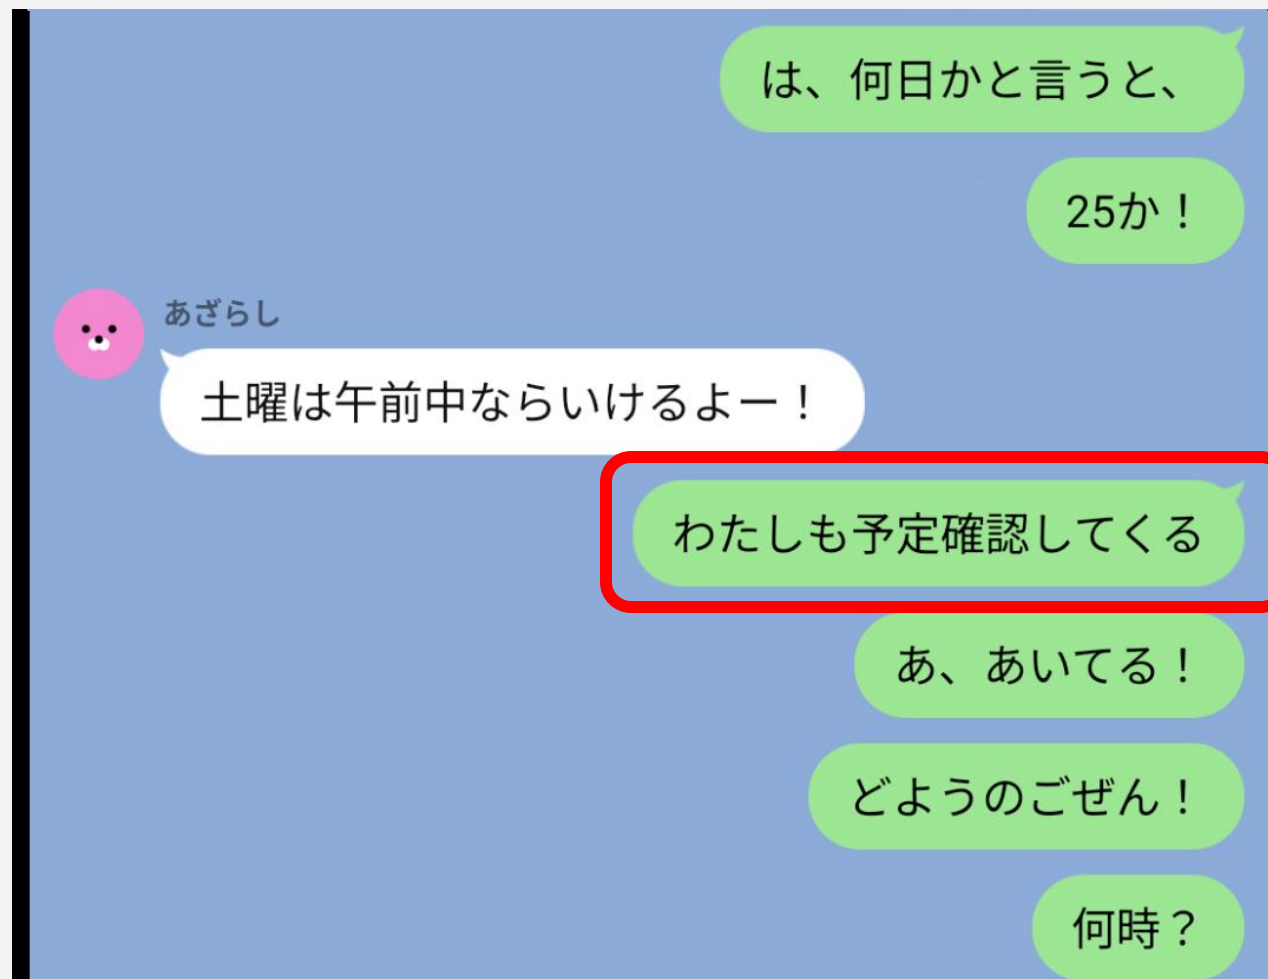 は、何日かと言うと、
25か！
あざらし
土曜は午前中ならいけるよー！
わたしも予定確認してくる
あ、あいてる！
どようのごぜん！
何時？